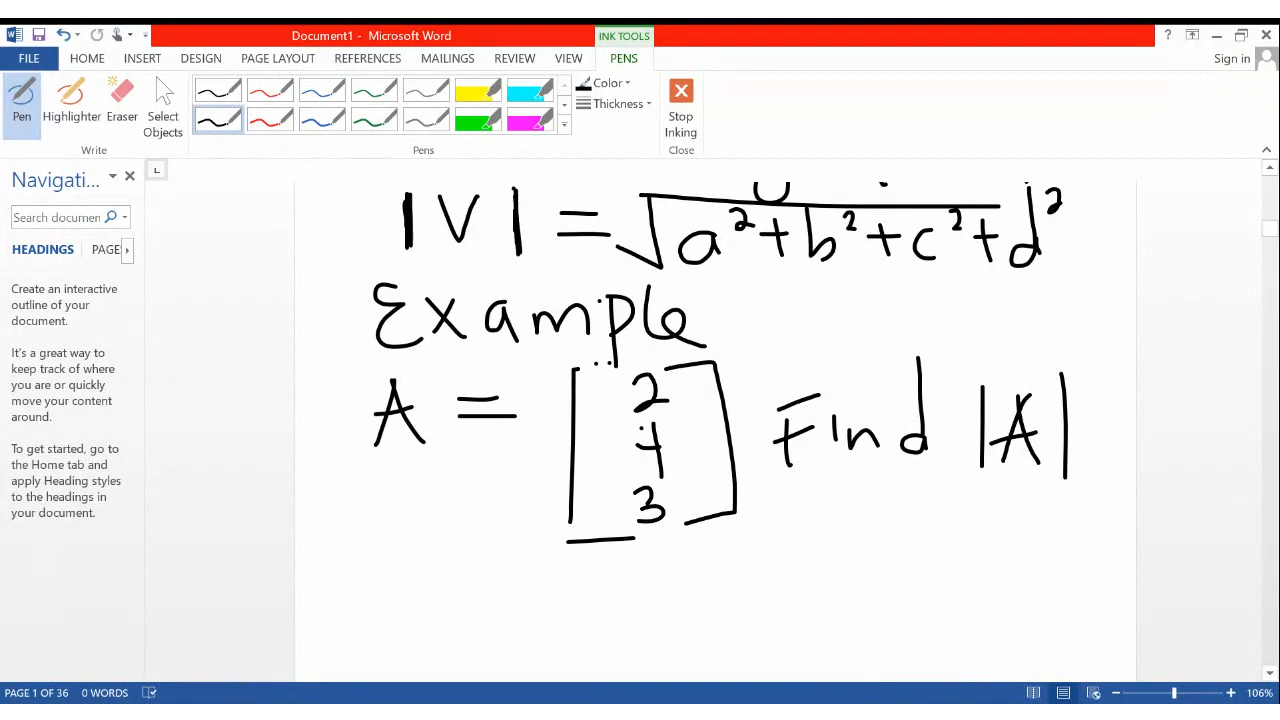 Document1 - Microsoft Word
INK TOOLS
?
FILE HOME INSERT DESIGN PAGE LAYOUT REFERENCES MAILINGS REVIEW VIEW PENS
Sign in
Pen Highlighter Eraser Select Objects
Color
Thickness
Stop Inking
Write Pens Close
Navigati...
Search documen
HEADINGS PAGE
Create an interactive
outline of your
document.
It's a great way to
keep track of where
you are or quickly
move your content
around.
To get started, go to
the Home tab and
apply Heading styles
to the headings in
your document.
|V| = √a²+b²+c²+d²
Example
A = [2 4 3] Find |A|
PAGE 1 OF 36 0 WORDS
106%